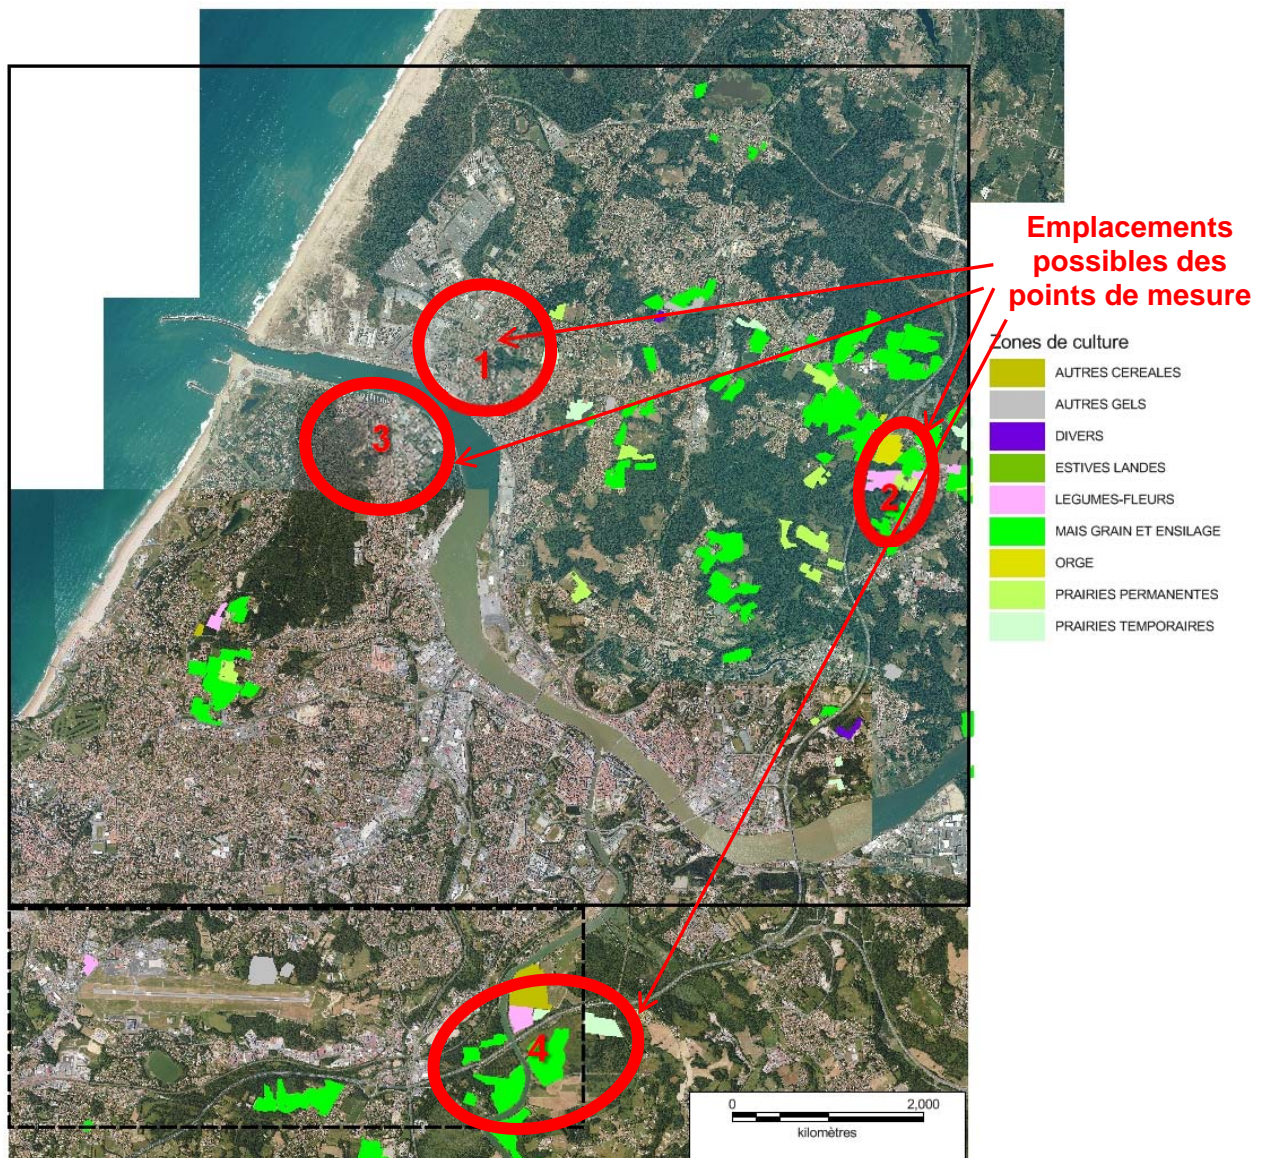 Emplacements
possibles des
points de mesure
Zones de culture
AUTRES CEREALES
AUTRES GELS
DIVERS
ESTIVES LANDES
LEGUMES-FLEURS
MAIS GRAIN ET ENSILAGE
ORGE
PRAIRIES PERMANENTES
PRAIRIES TEMPORAIRES
1
3
2
4
0 2,000
kilomètres